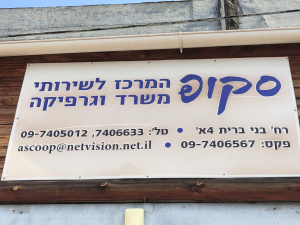 סקופ המרכז לשירותי
משרד וגרפיקה
רח' בני ברית 4א' • טל': 7406633, 09-7405012
פקס: 09-7406567 • ascoop@netvision.net.il